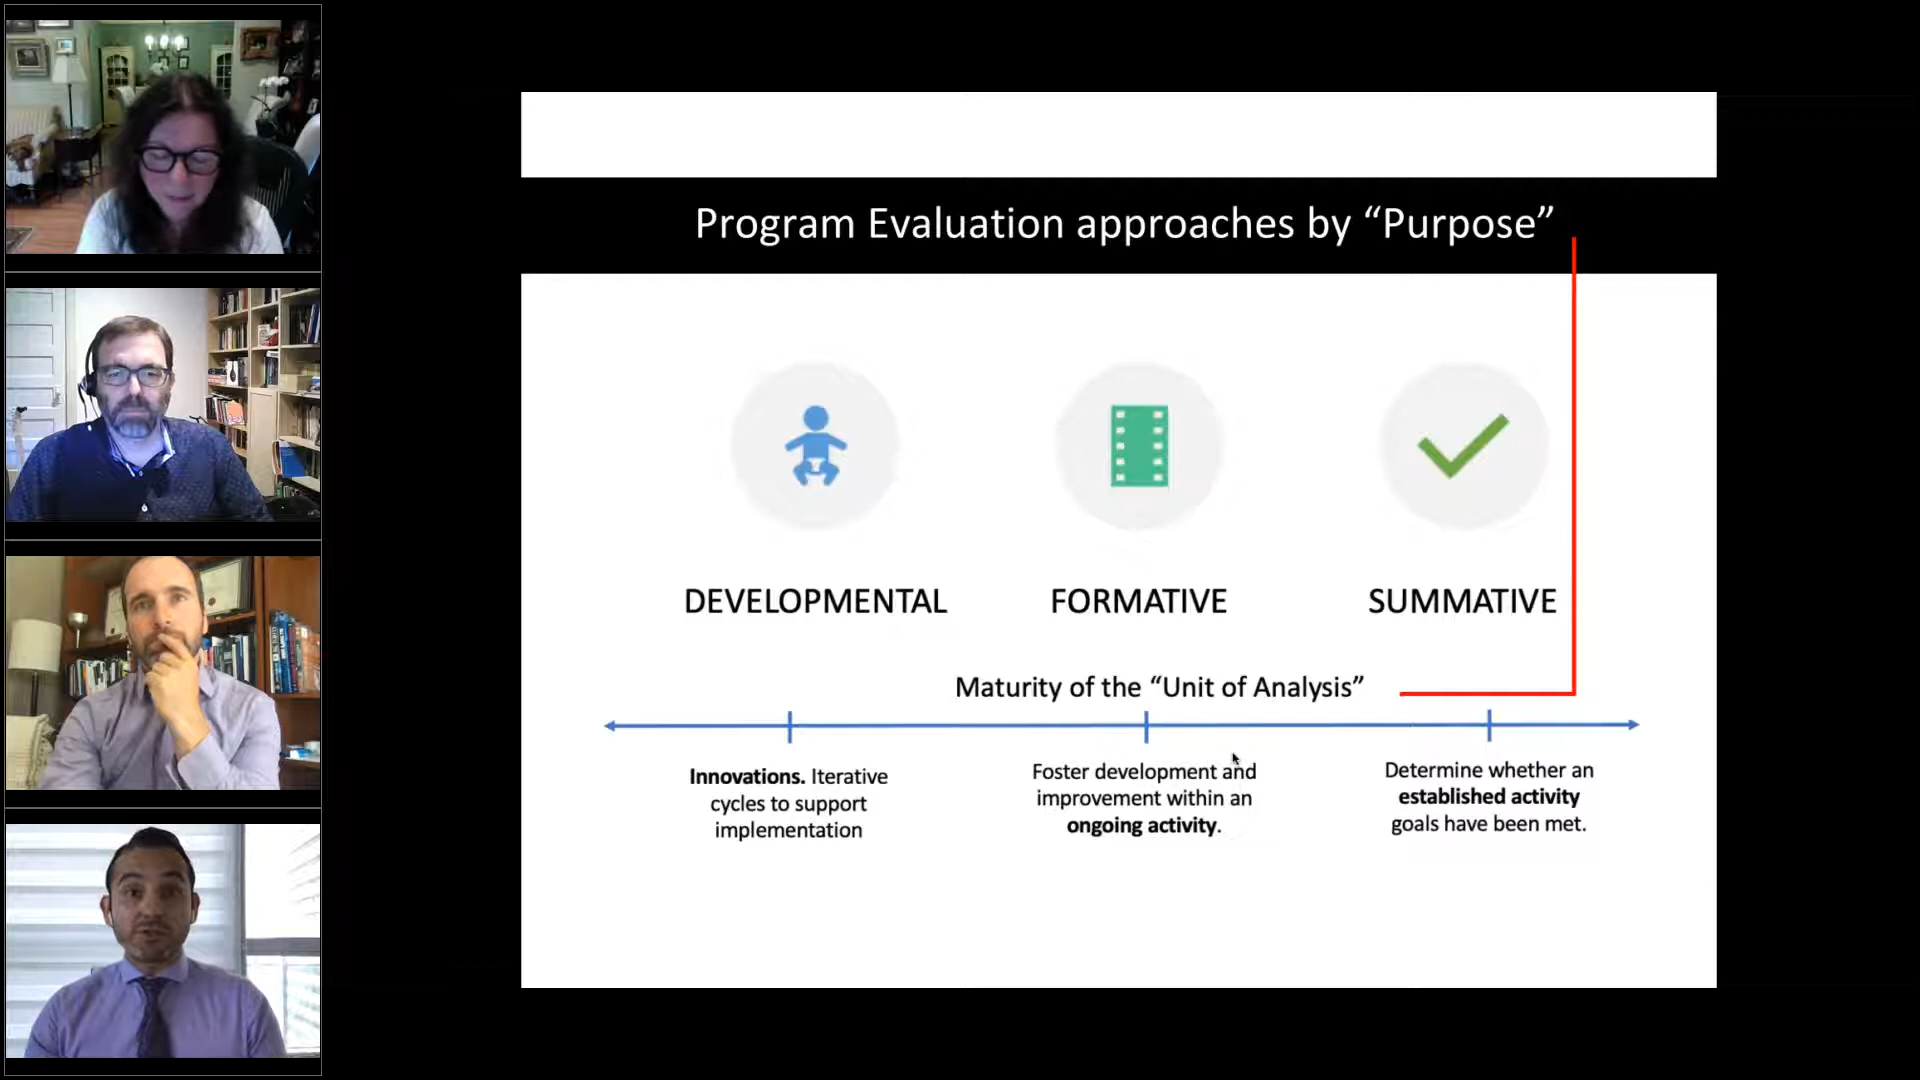 Program Evaluation approaches by “Purpose”
DEVELOPMENTAL
FORMATIVE
SUMMATIVE
Maturity of the “Unit of Analysis”
Innovations. Iterative
cycles to support
implementation
Foster development and
improvement within an
ongoing activity.
Determine whether an
established activity
goals have been met.